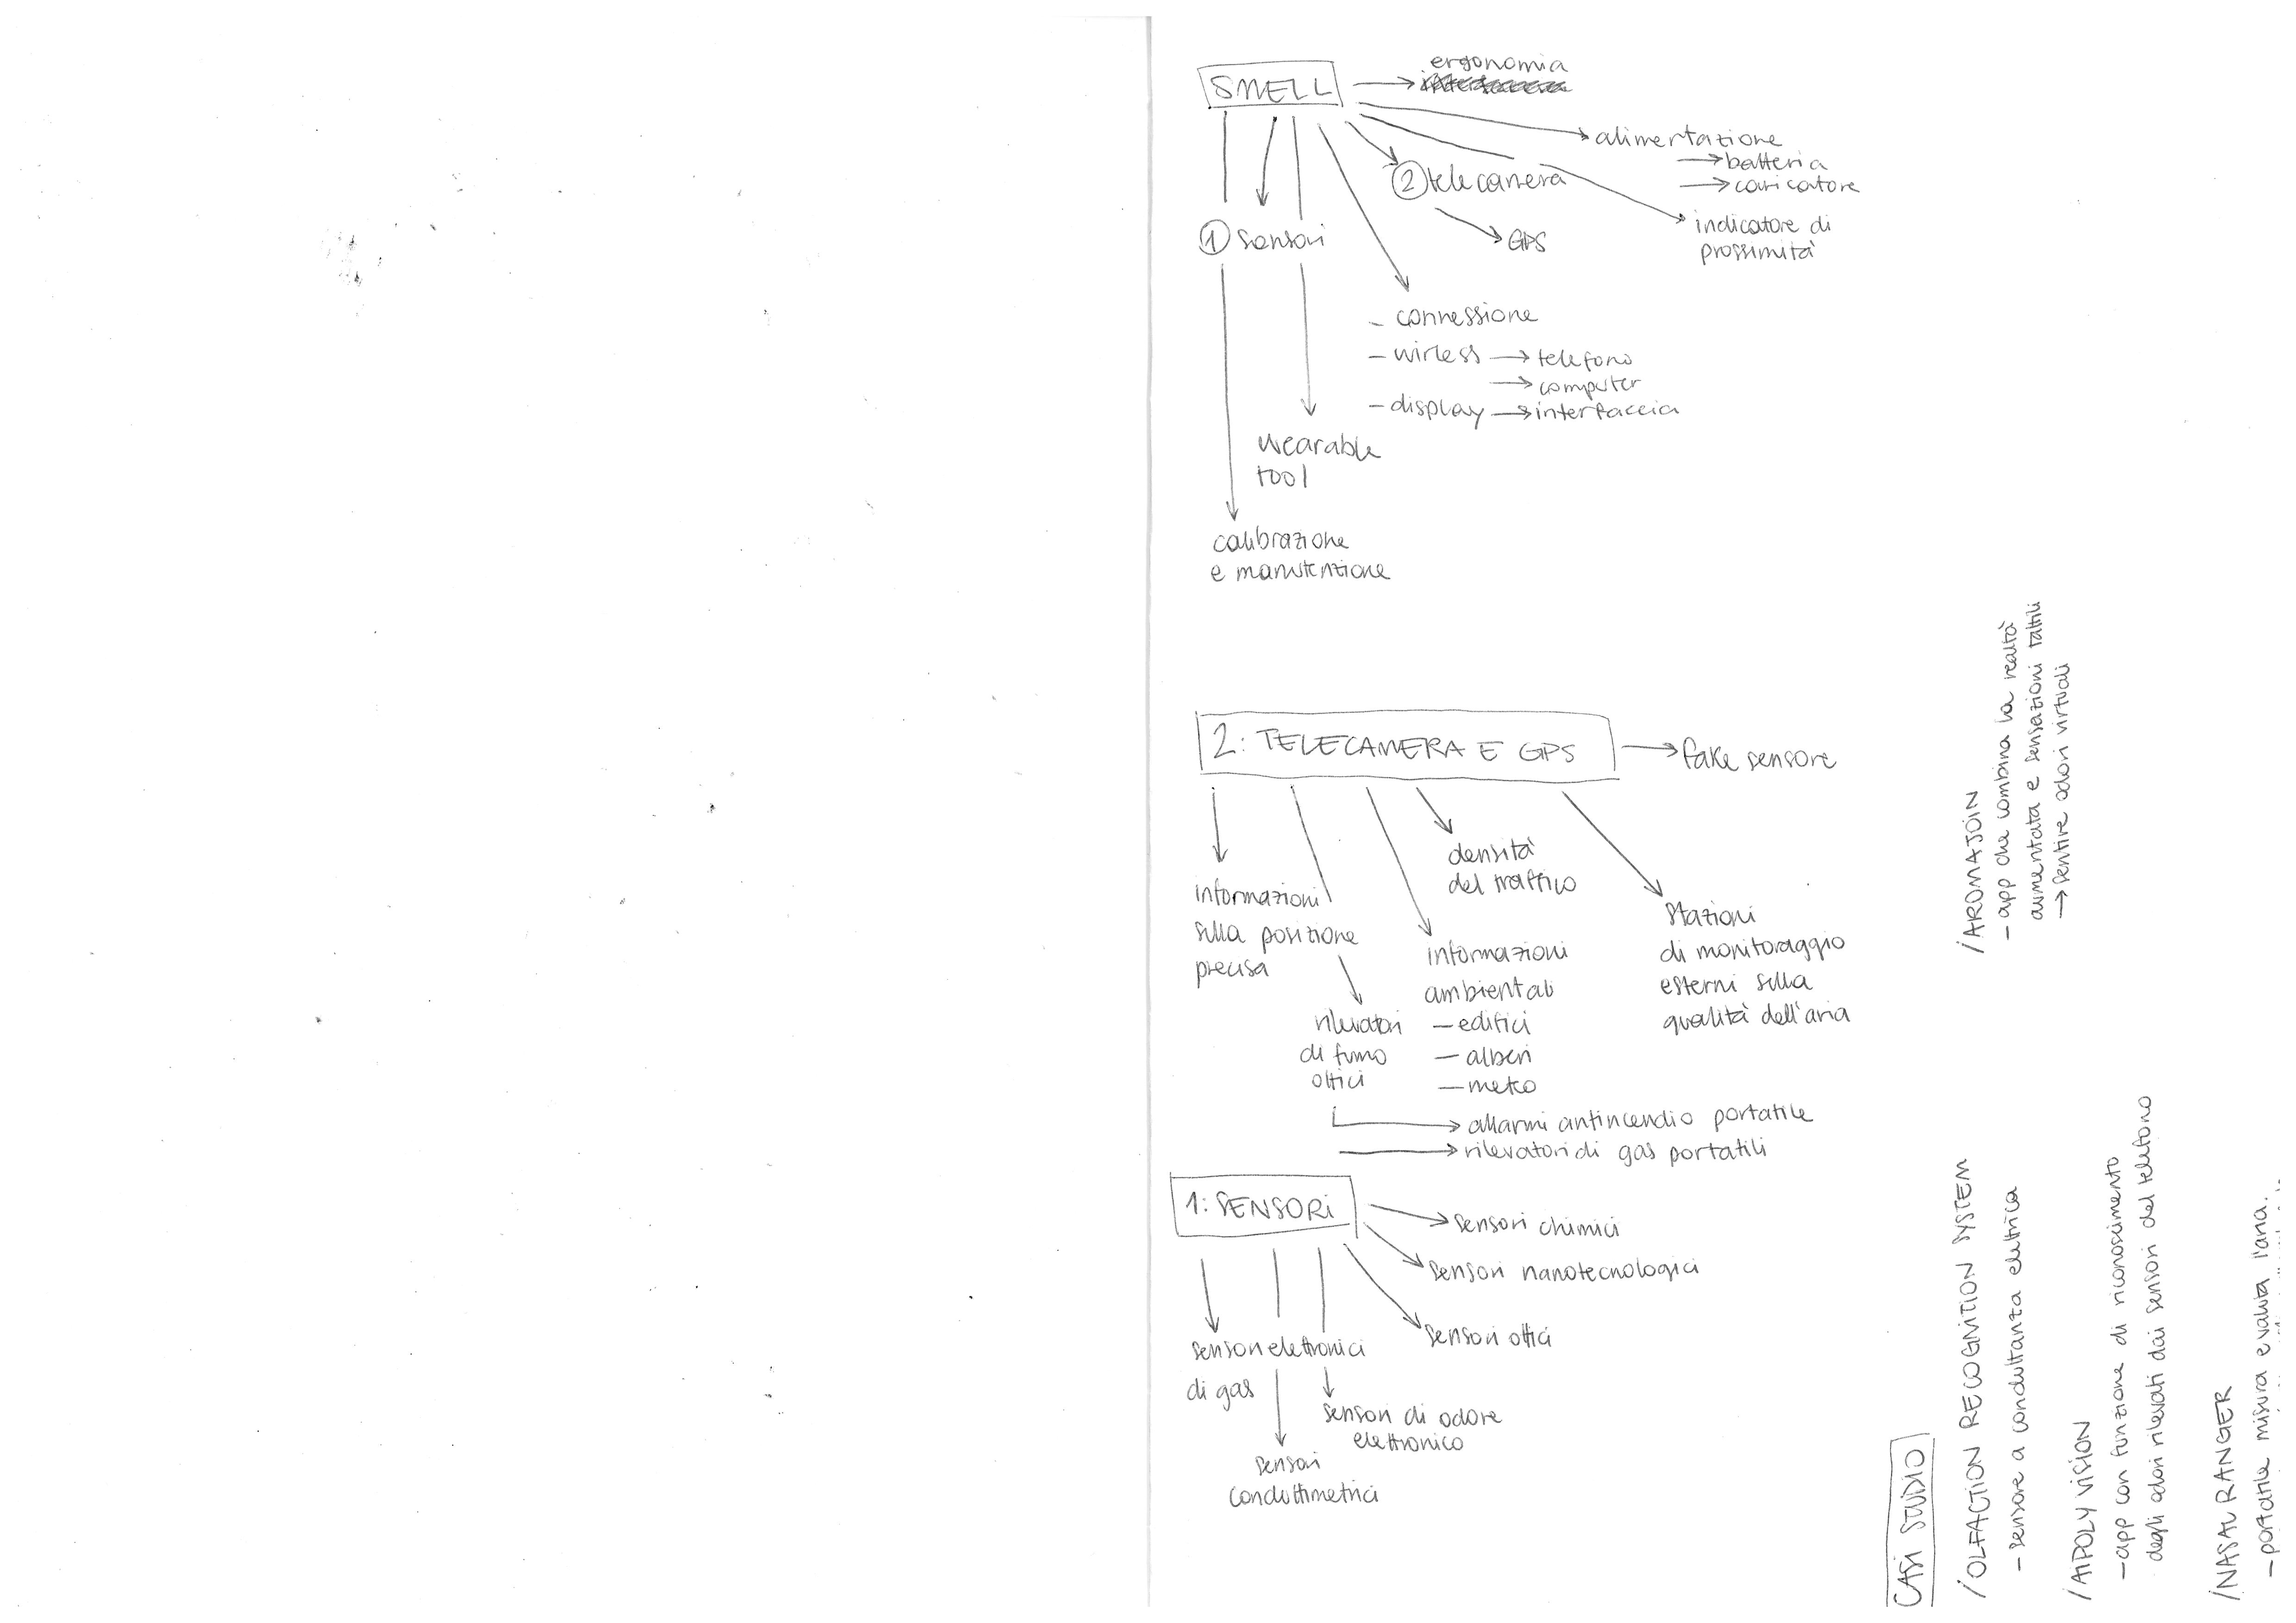 SMELL
ergonomia
alimentazione
→ batteria
→ caricatore
② telecamera
indicatore di
prossimità
① sensori
GPS
- connessione
- wirless → telefono
→ computer
- display → interfaccia
wearable
tool
calibrazione
e manutenzione
2: TELECAMERA E GPS
→ fake sensore
densità
del traffico
informazioni
sulla posizione
precisa
stazioni
di monitoraggio
esterni sulla
qualità dell'aria
informazioni
ambientali
- edifici
- alberi
- meteo
rilevatori
di fumo
ottici
→ allarmi antincendio portatile
→ rilevatori di gas portatili
1: SENSORi
sensori chimici
sensori nanotecnologici
sensori ottici
sensori elettronici
di gas
sensori di odore
elettronico
sensori
conduttimetrici
CASi STUDIO
/OLFACTION RECOGNITION SYSTEM
- sensore a conduttanza elettrica
/AROMAJOiN
- app che combina la realtà
aumentata e sensazioni tattili
→ sentire odori virtuali
/AiPOLY ViSiON
- app con funzione di riconoscimento
degli odori rilevati dai sensori del telefono
/NASAL RANGER
- portatile misura e valuta l'aria.